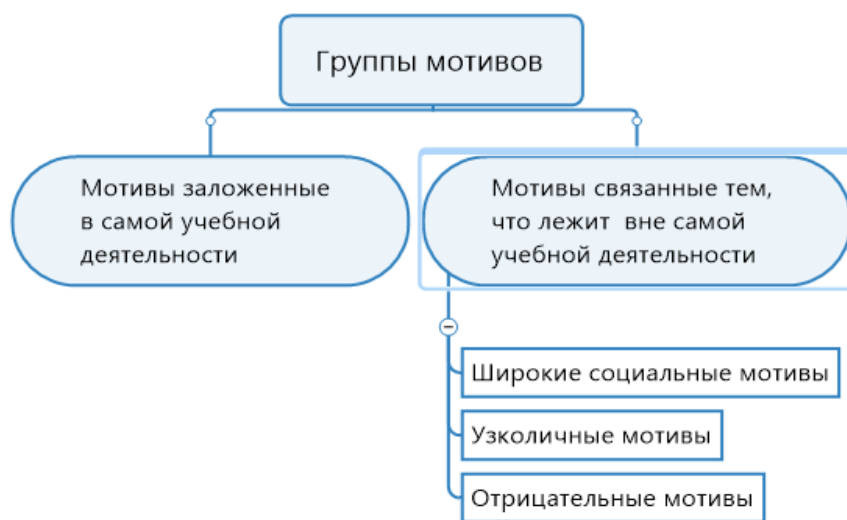 Группы мотивов
Мотивы заложенные
в самой учебной
деятельности
Мотивы связанные тем,
что лежит вне самой
учебной деятельности
Широкие социальные мотивы
Узколичные мотивы
Отрицательные мотивы